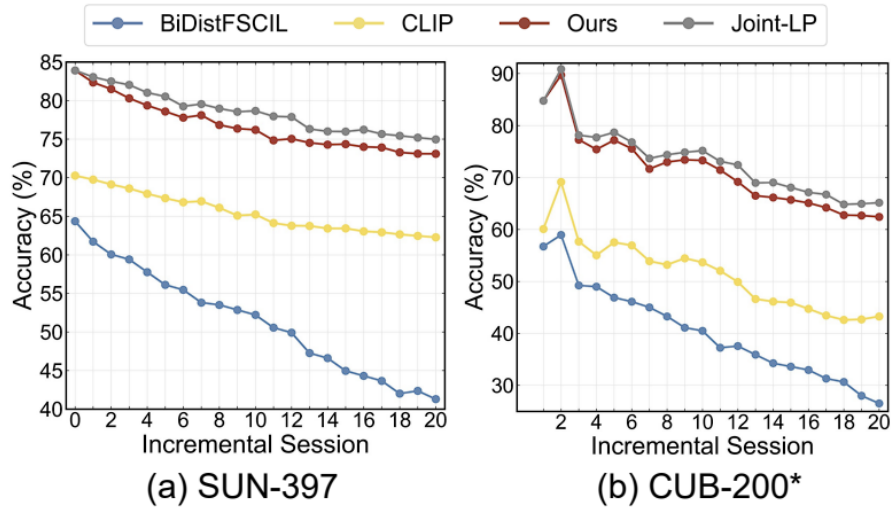 BiDistFSCIL CLIP Ours Joint-LP
85
80
75
70
65
60
55
50
45
40
Accuracy (%)
0 2 4 6 8 10 12 14 16 18 20
Incremental Session
(a) SUN-397
90
80
70
60
50
40
30
Accuracy (%)
2 4 6 8 10 12 14 16 18 20
Incremental Session
(b) CUB-200*